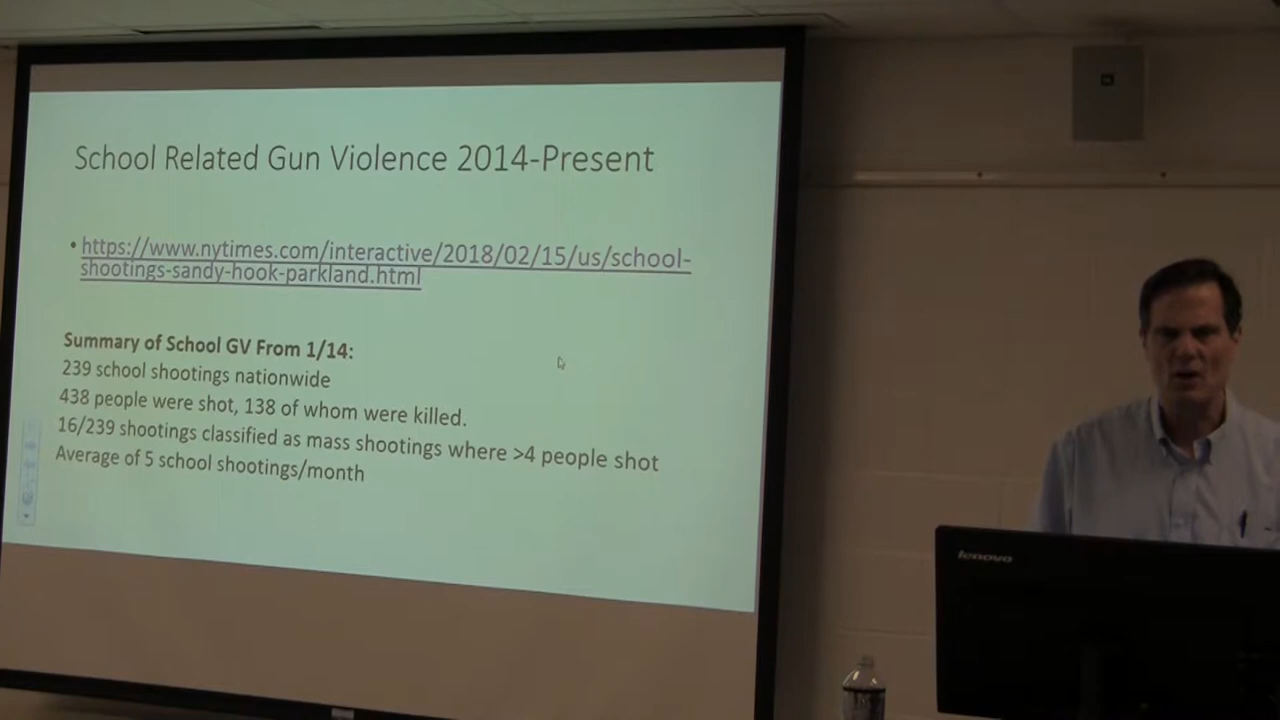 School Related Gun Violence 2014-Present
• https://www.nytimes.com/interactive/2018/02/15/us/school-
shootings-sandy-hook-parkland.html
Summary of School GV From 1/14:
239 school shootings nationwide
438 people were shot, 138 of whom were killed.
16/239 shootings classified as mass shootings where >4 people shot
Average of 5 school shootings/month
lenovo